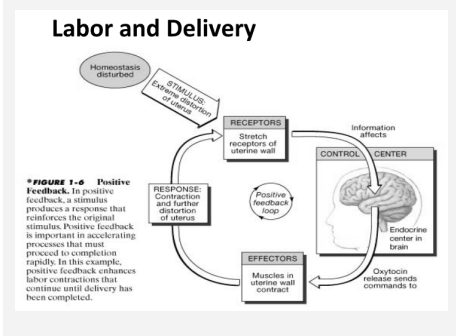 Labor and Delivery
Homeostasis
disturbed
STIMULUS:
Extreme distortion
of uterus
RECEPTORS
Stretch
receptors of
uterine wall
Information
affects
CONTROL CENTER
Endocrine
center in
brain
Oxytocin
release sends
commands to
EFFECTORS
Muscles in
uterine wall
contract
RESPONSE:
Contraction
and further
distortion
of uterus
Positive
feedback
loop
*FIGURE 1-6 Positive
Feedback. In positive
feedback, a stimulus
produces a response that
reinforces the original
stimulus. Positive feedback
is important in accelerating
processes that must
proceed to completion
rapidly. In this example,
positive feedback enhances
labor contractions that
continue until delivery has
been completed.